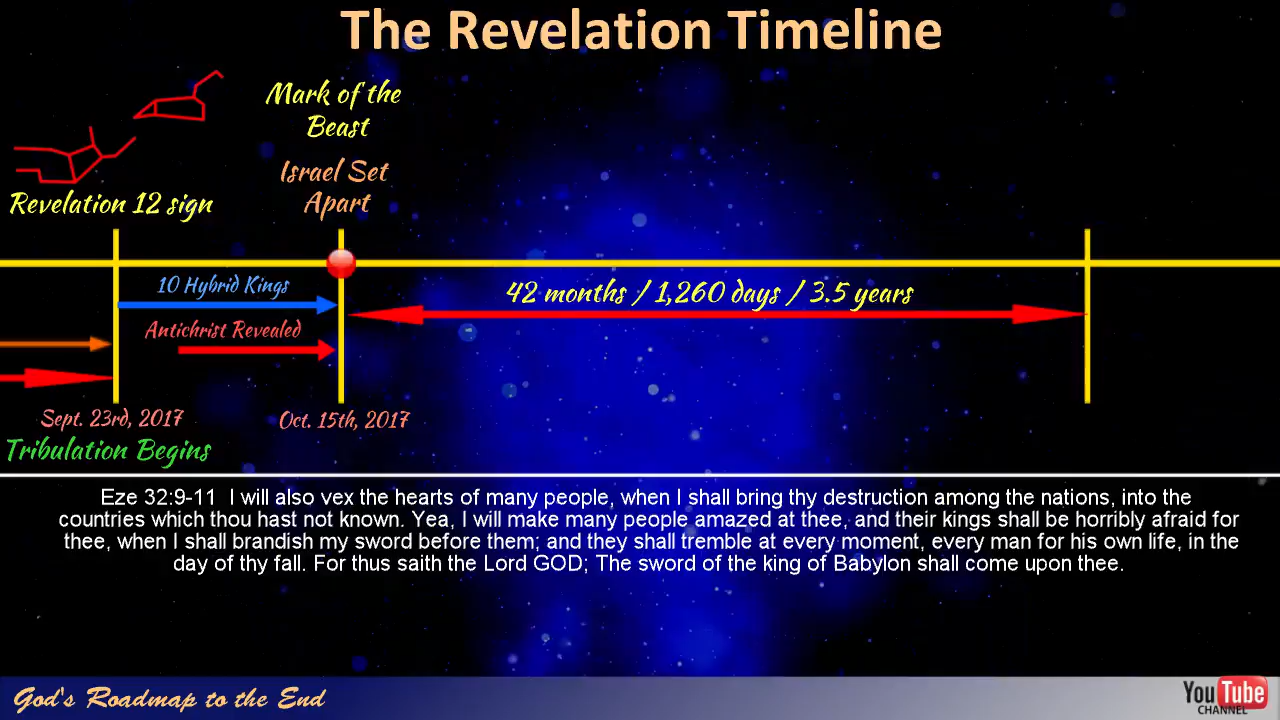 The Revelation Timeline
Mark of the
Beast
Israel Set
Apart
Revelation 12 sign
10 Hybrid Kings
Antichrist Revealed
42 months / 1,260 days / 3.5 years
Sept. 23rd, 2017
Oct. 15th, 2017
Tribulation Begins
Eze 32:9-11  I will also vex the hearts of many people, when I shall bring thy destruction among the nations, into the
countries which thou hast not known. Yea, I will make many people amazed at thee, and their kings shall be horribly afraid for
thee, when I shall brandish my sword before them; and they shall tremble at every moment, every man for his own life, in the
day of thy fall. For thus saith the Lord GOD; The sword of the king of Babylon shall come upon thee.
God's Roadmap to the End
YouTube
CHANNEL